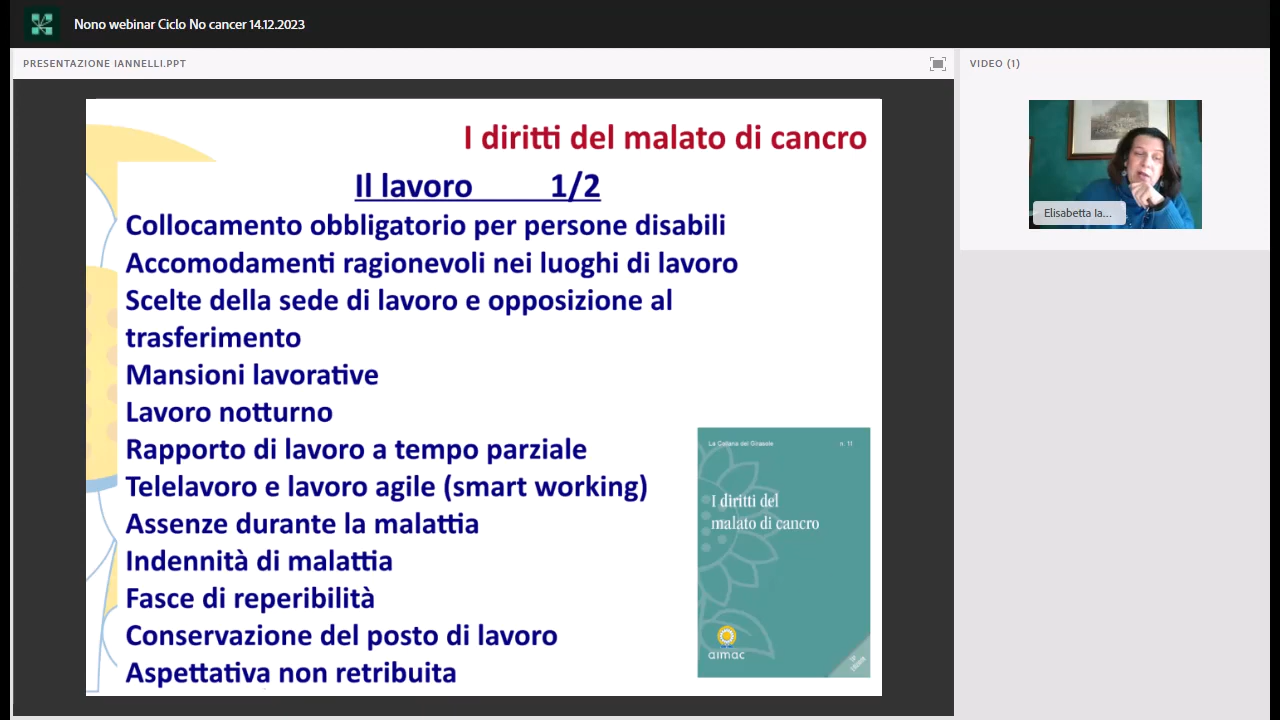 Nono webinar Ciclo No cancer 14.12.2023
PRESENTAZIONE IANNELLI.PPT
VIDEO (1)
I diritti del malato di cancro
Il lavoro 1/2
Collocamento obbligatorio per persone disabili
Accomodamenti ragionevoli nei luoghi di lavoro
Scelte della sede di lavoro e opposizione al
trasferimento
Mansioni lavorative
Lavoro notturno
Rapporto di lavoro a tempo parziale
Telelavoro e lavoro agile (smart working)
Assenze durante la malattia
Indennità di malattia
Fasce di reperibilità
Conservazione del posto di lavoro
Aspettativa non retribuita
La Collana del Girasole n. 11
I diritti del
malato di cancro
aimac
Elisabetta Ia...